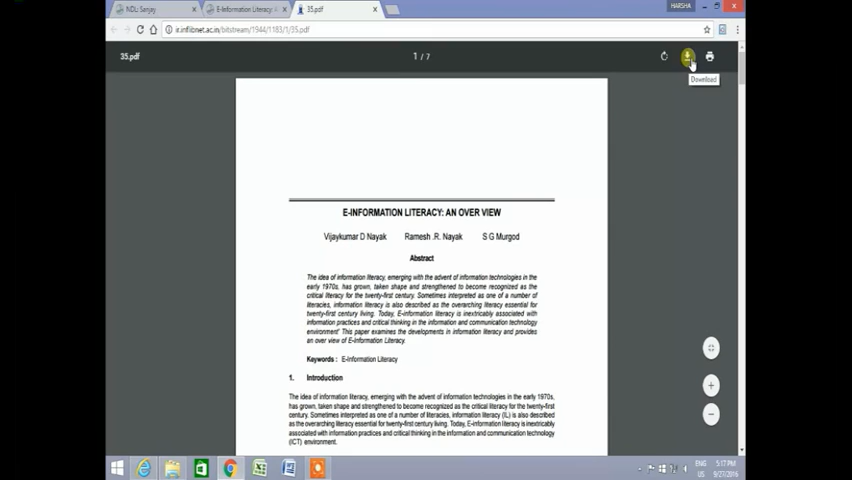 HARSHA
NDL: Sanjay
E-Information Literacy:
35.pdf
ir.inflibnet.ac.in/bitstream/1944/1183/1/35.pdf
35.pdf
1 / 7
Download
E-INFORMATION LITERACY: AN OVER VIEW
Vijaykumar D Nayak Ramesh .R. Nayak S G Murgod
Abstract
The idea of information literacy, emerging with the advent of information technologies in the
early 1970s, has grown, taken shape and strengthened to become recognized as the
critical literacy for the twenty-first century. Sometimes interpreted as one of a number of
literacies, information literacy is also described as the overarching literacy essential for
twenty-first century living. Today, E-information literacy is inextricably associated with
information practices and critical thinking in the information and communication technology
environment" This paper examines the developments in information literacy and provides
an over view of E-Information Literacy.
Keywords : E-Information Literacy
1. Introduction
The idea of information literacy, emerging with the advent of information technologies in the early 1970s,
has grown, taken shape and strengthened to become recognized as the critical literacy for the twenty-first
century. Sometimes interpreted as one of a number of literacies, information literacy (IL) is also described
as the overarching literacy essential for twenty-first century living. Today, E-information literacy is inextricably
associated with information practices and critical thinking in the information and communication technology
(ICT) environment.
ENG 5:17 PM
US 9/27/2016